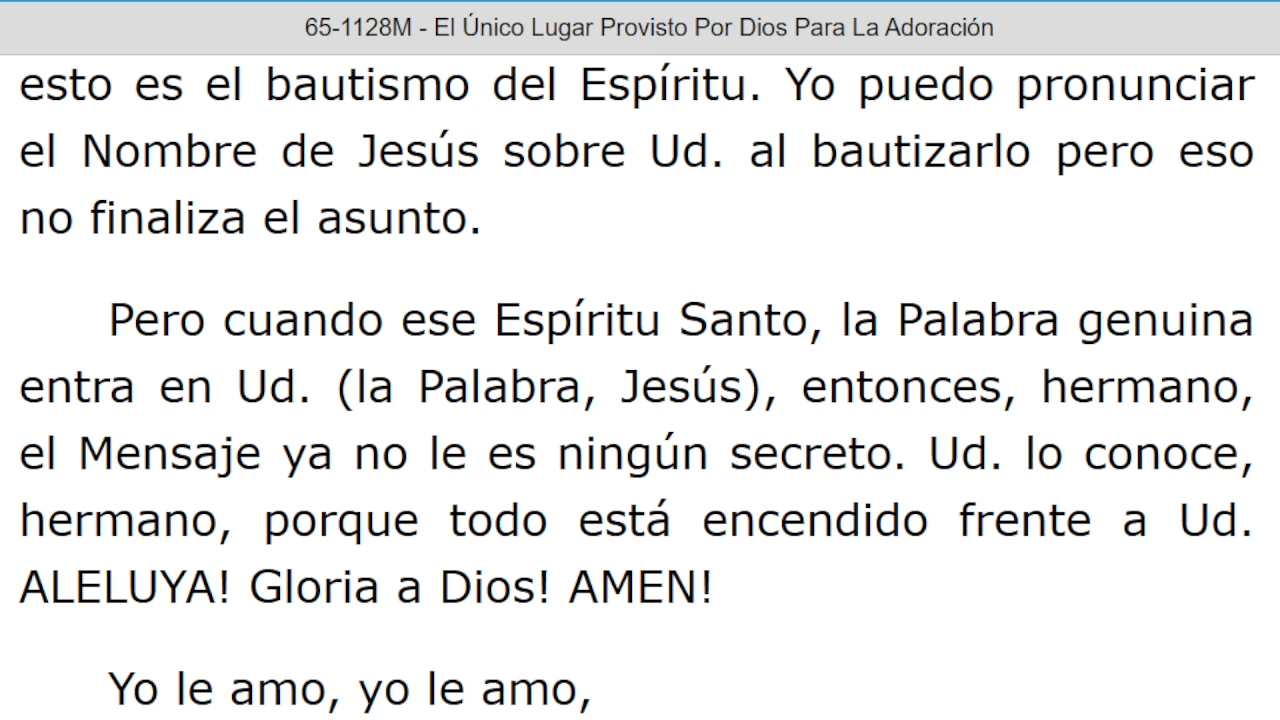 65-1128M - El Único Lugar Provisto Por Dios Para La Adoración
esto es el bautismo del Espíritu. Yo puedo pronunciar
el Nombre de Jesús sobre Ud. al bautizarlo pero eso
no finaliza el asunto.
Pero cuando ese Espíritu Santo, la Palabra genuina
entra en Ud. (la Palabra, Jesús), entonces, hermano,
el Mensaje ya no le es ningún secreto. Ud. lo conoce,
hermano, porque todo está encendido frente a Ud.
ALELUYA! Gloria a Dios! AMEN!
Yo le amo, yo le amo,